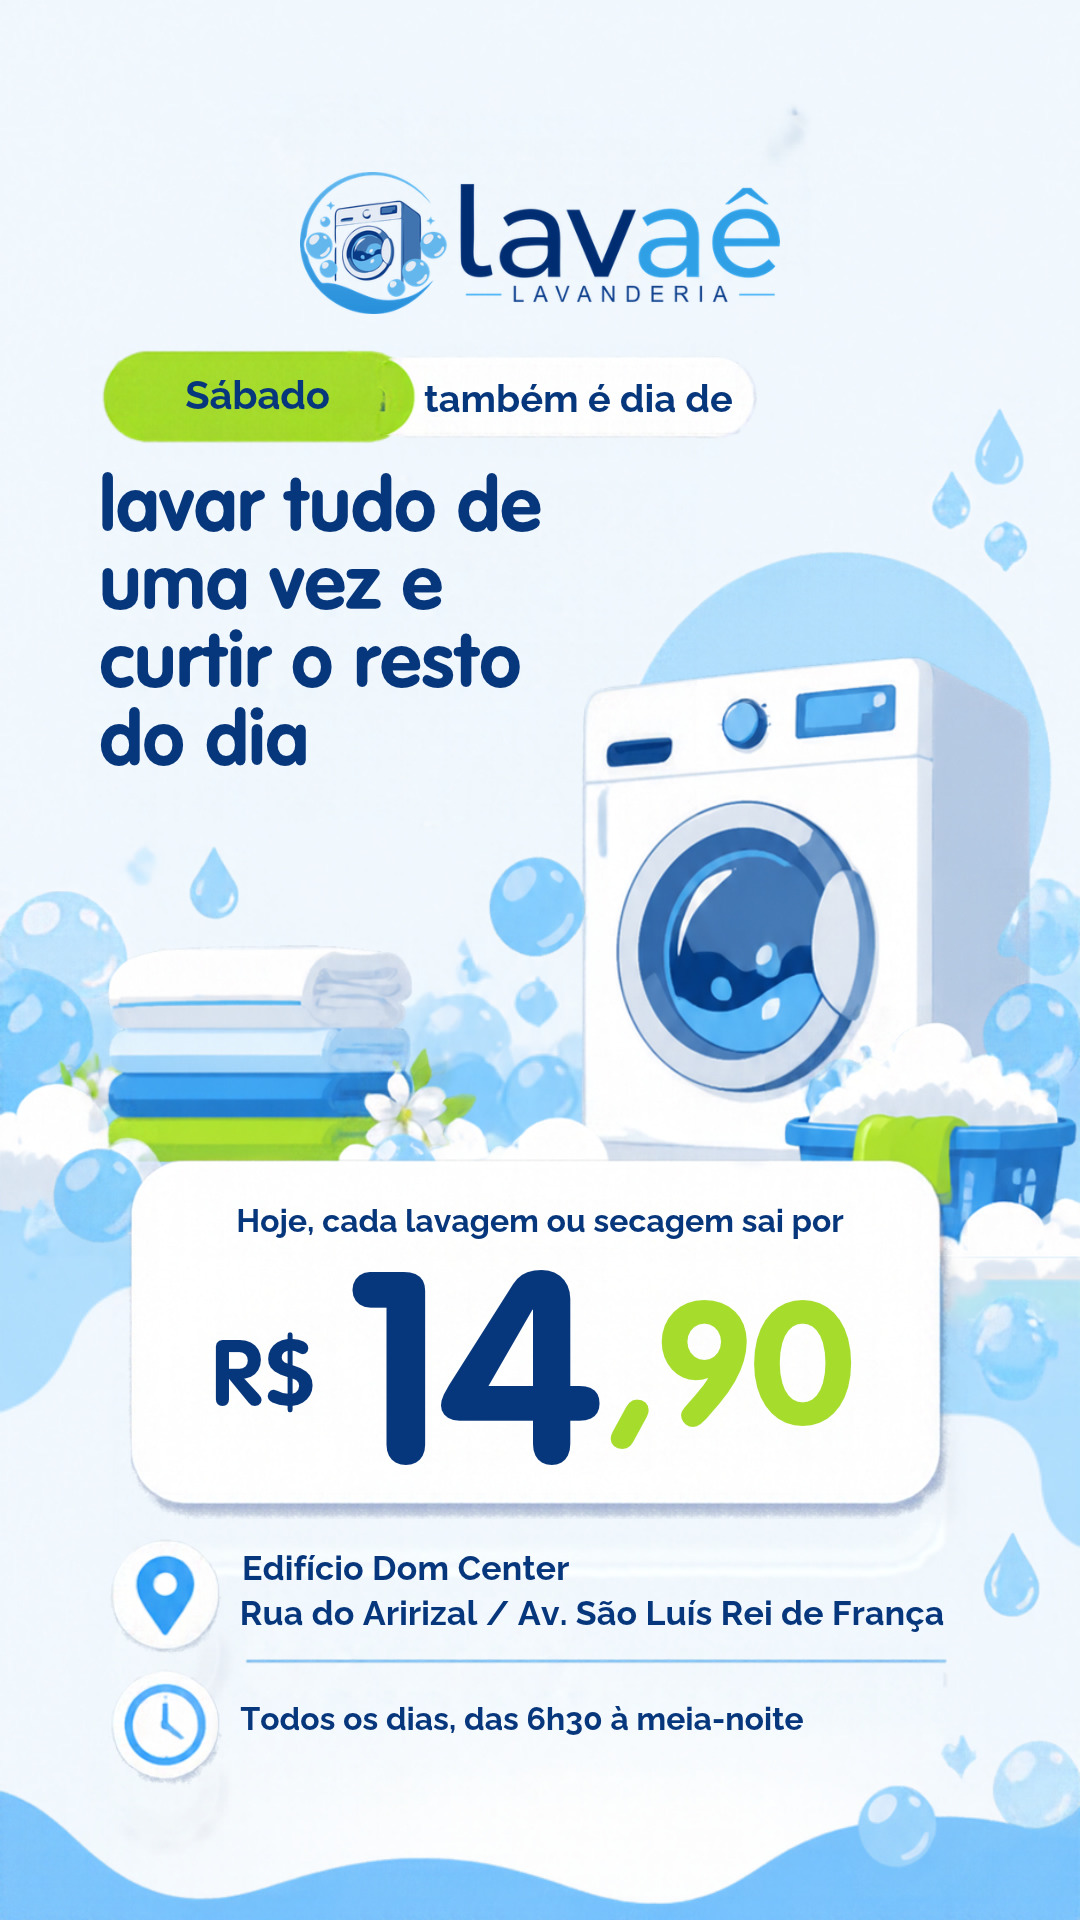 lavaê
LAVANDERIA
Sábado também é dia de
lavar tudo de
uma vez e
curtir o resto
do dia
Hoje, cada lavagem ou secagem sai por
R$ 14,90
Edifício Dom Center
Rua do Aririzal / Av. São Luís Rei de França
Todos os dias, das 6h30 à meia-noite